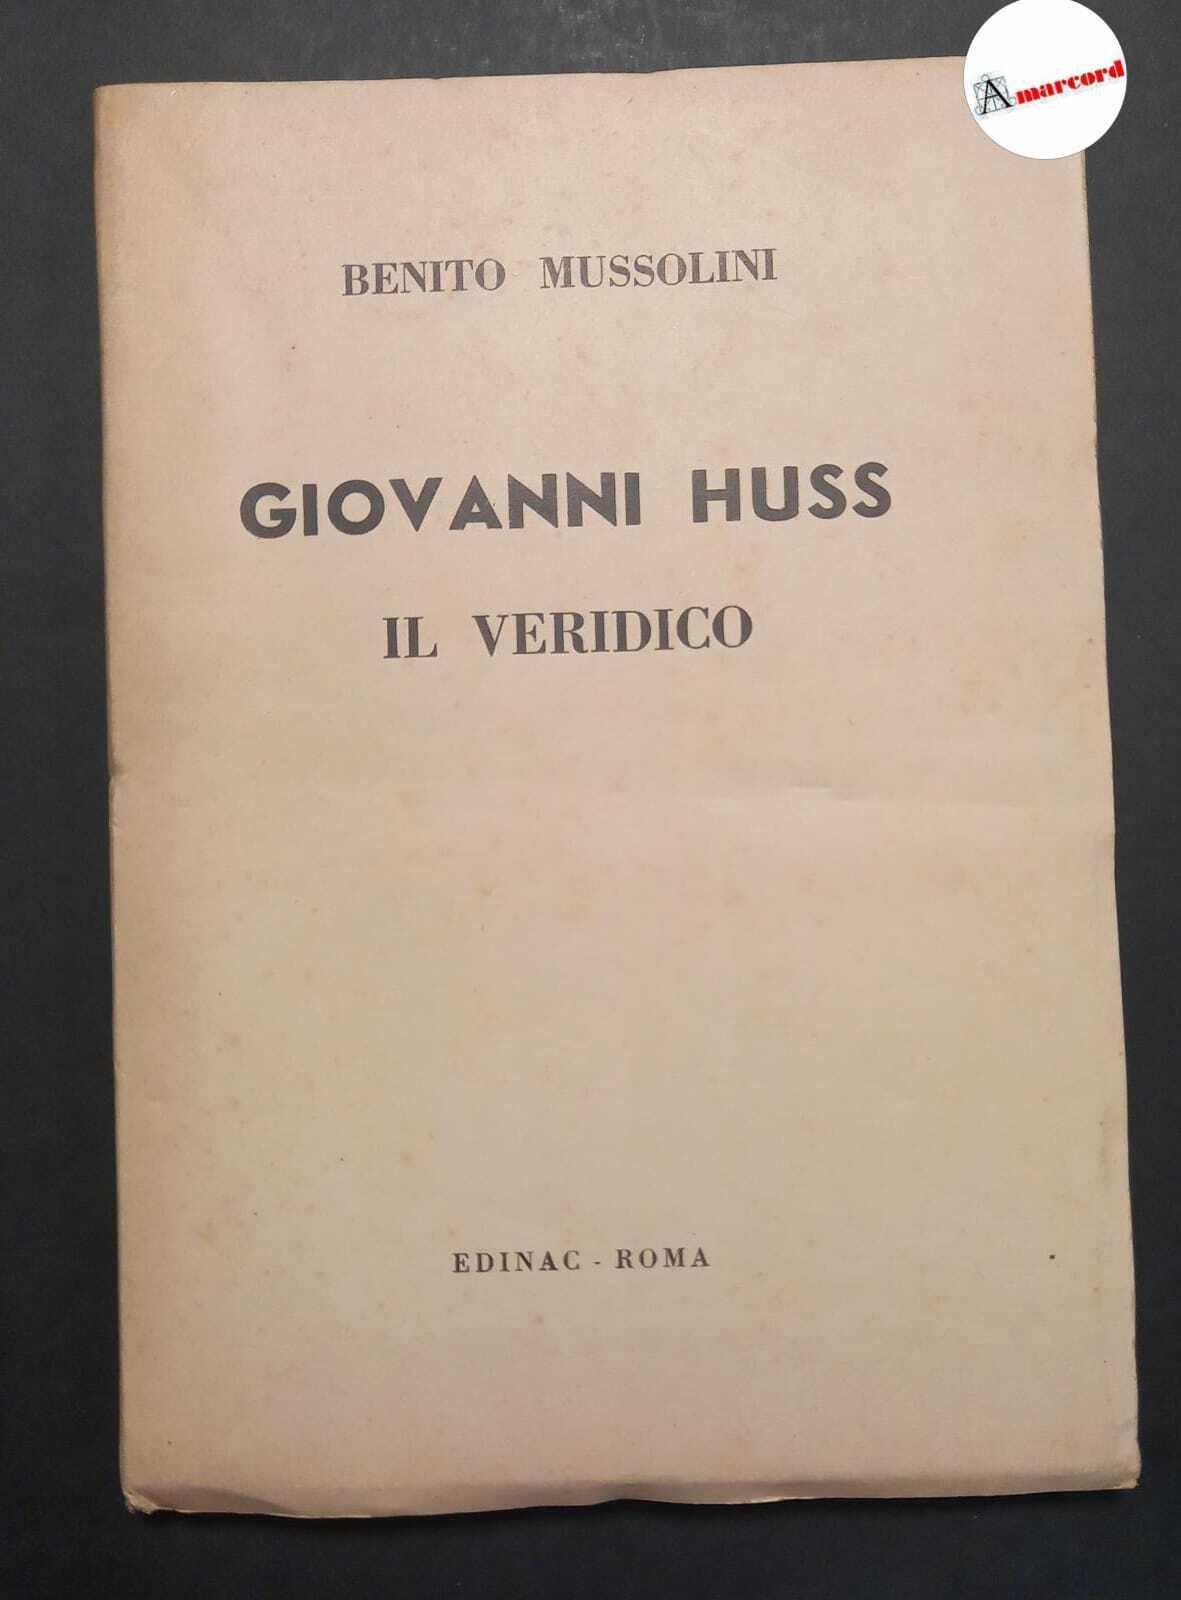 Amarcord
BENITO MUSSOLINI
GIOVANNI HUSS
IL VERIDICO
EDINAC - ROMA